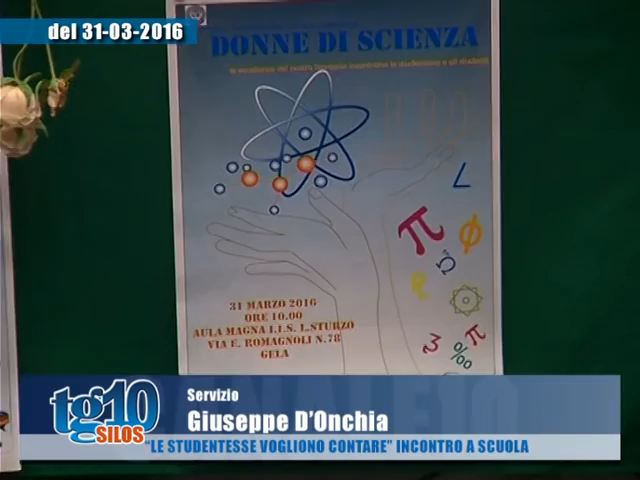 del 31-03-2016
DONNE DI SCIENZA
31 MARZO 2016
ORE 10.00
AULA MAGNA I.I.S. L.STURZO
VIA E. ROMAGNOLI N.78
GELA
tg10
SILOS
Servizio
Giuseppe D'Onchia
"LE STUDENTESSE VOGLIONO CONTARE" INCONTRO A SCUOLA